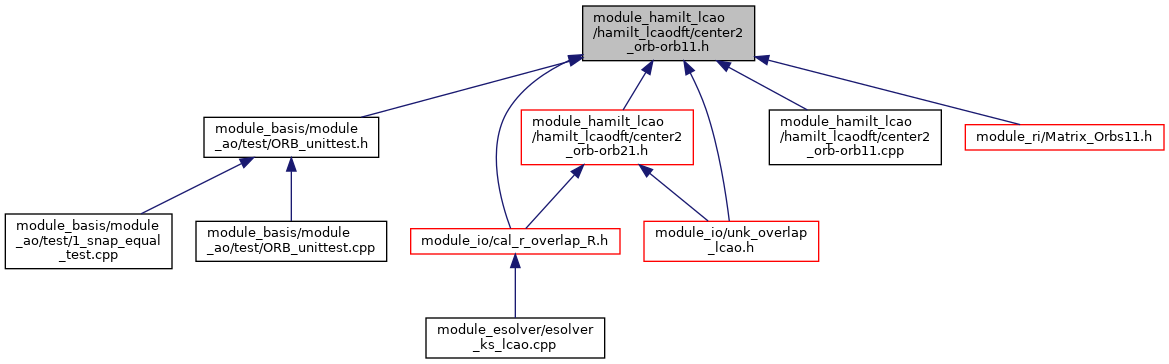 module_hamilt_lcao
/hamilt_lcaodft/center2
_orb-orb11.h
module_basis/module
_ao/test/ORB_unittest.h
module_hamilt_lcao
/hamilt_lcaodft/center2
_orb-orb21.h
module_hamilt_lcao
/hamilt_lcaodft/center2
_orb-orb11.cpp
module_ri/Matrix_Orbs11.h
module_basis/module
_ao/test/1_snap_equal
_test.cpp
module_basis/module
_ao/test/ORB_unittest.cpp
module_io/cal_r_overlap_R.h
module_io/unk_overlap
_lcao.h
module_esolver/esolver
_ks_lcao.cpp